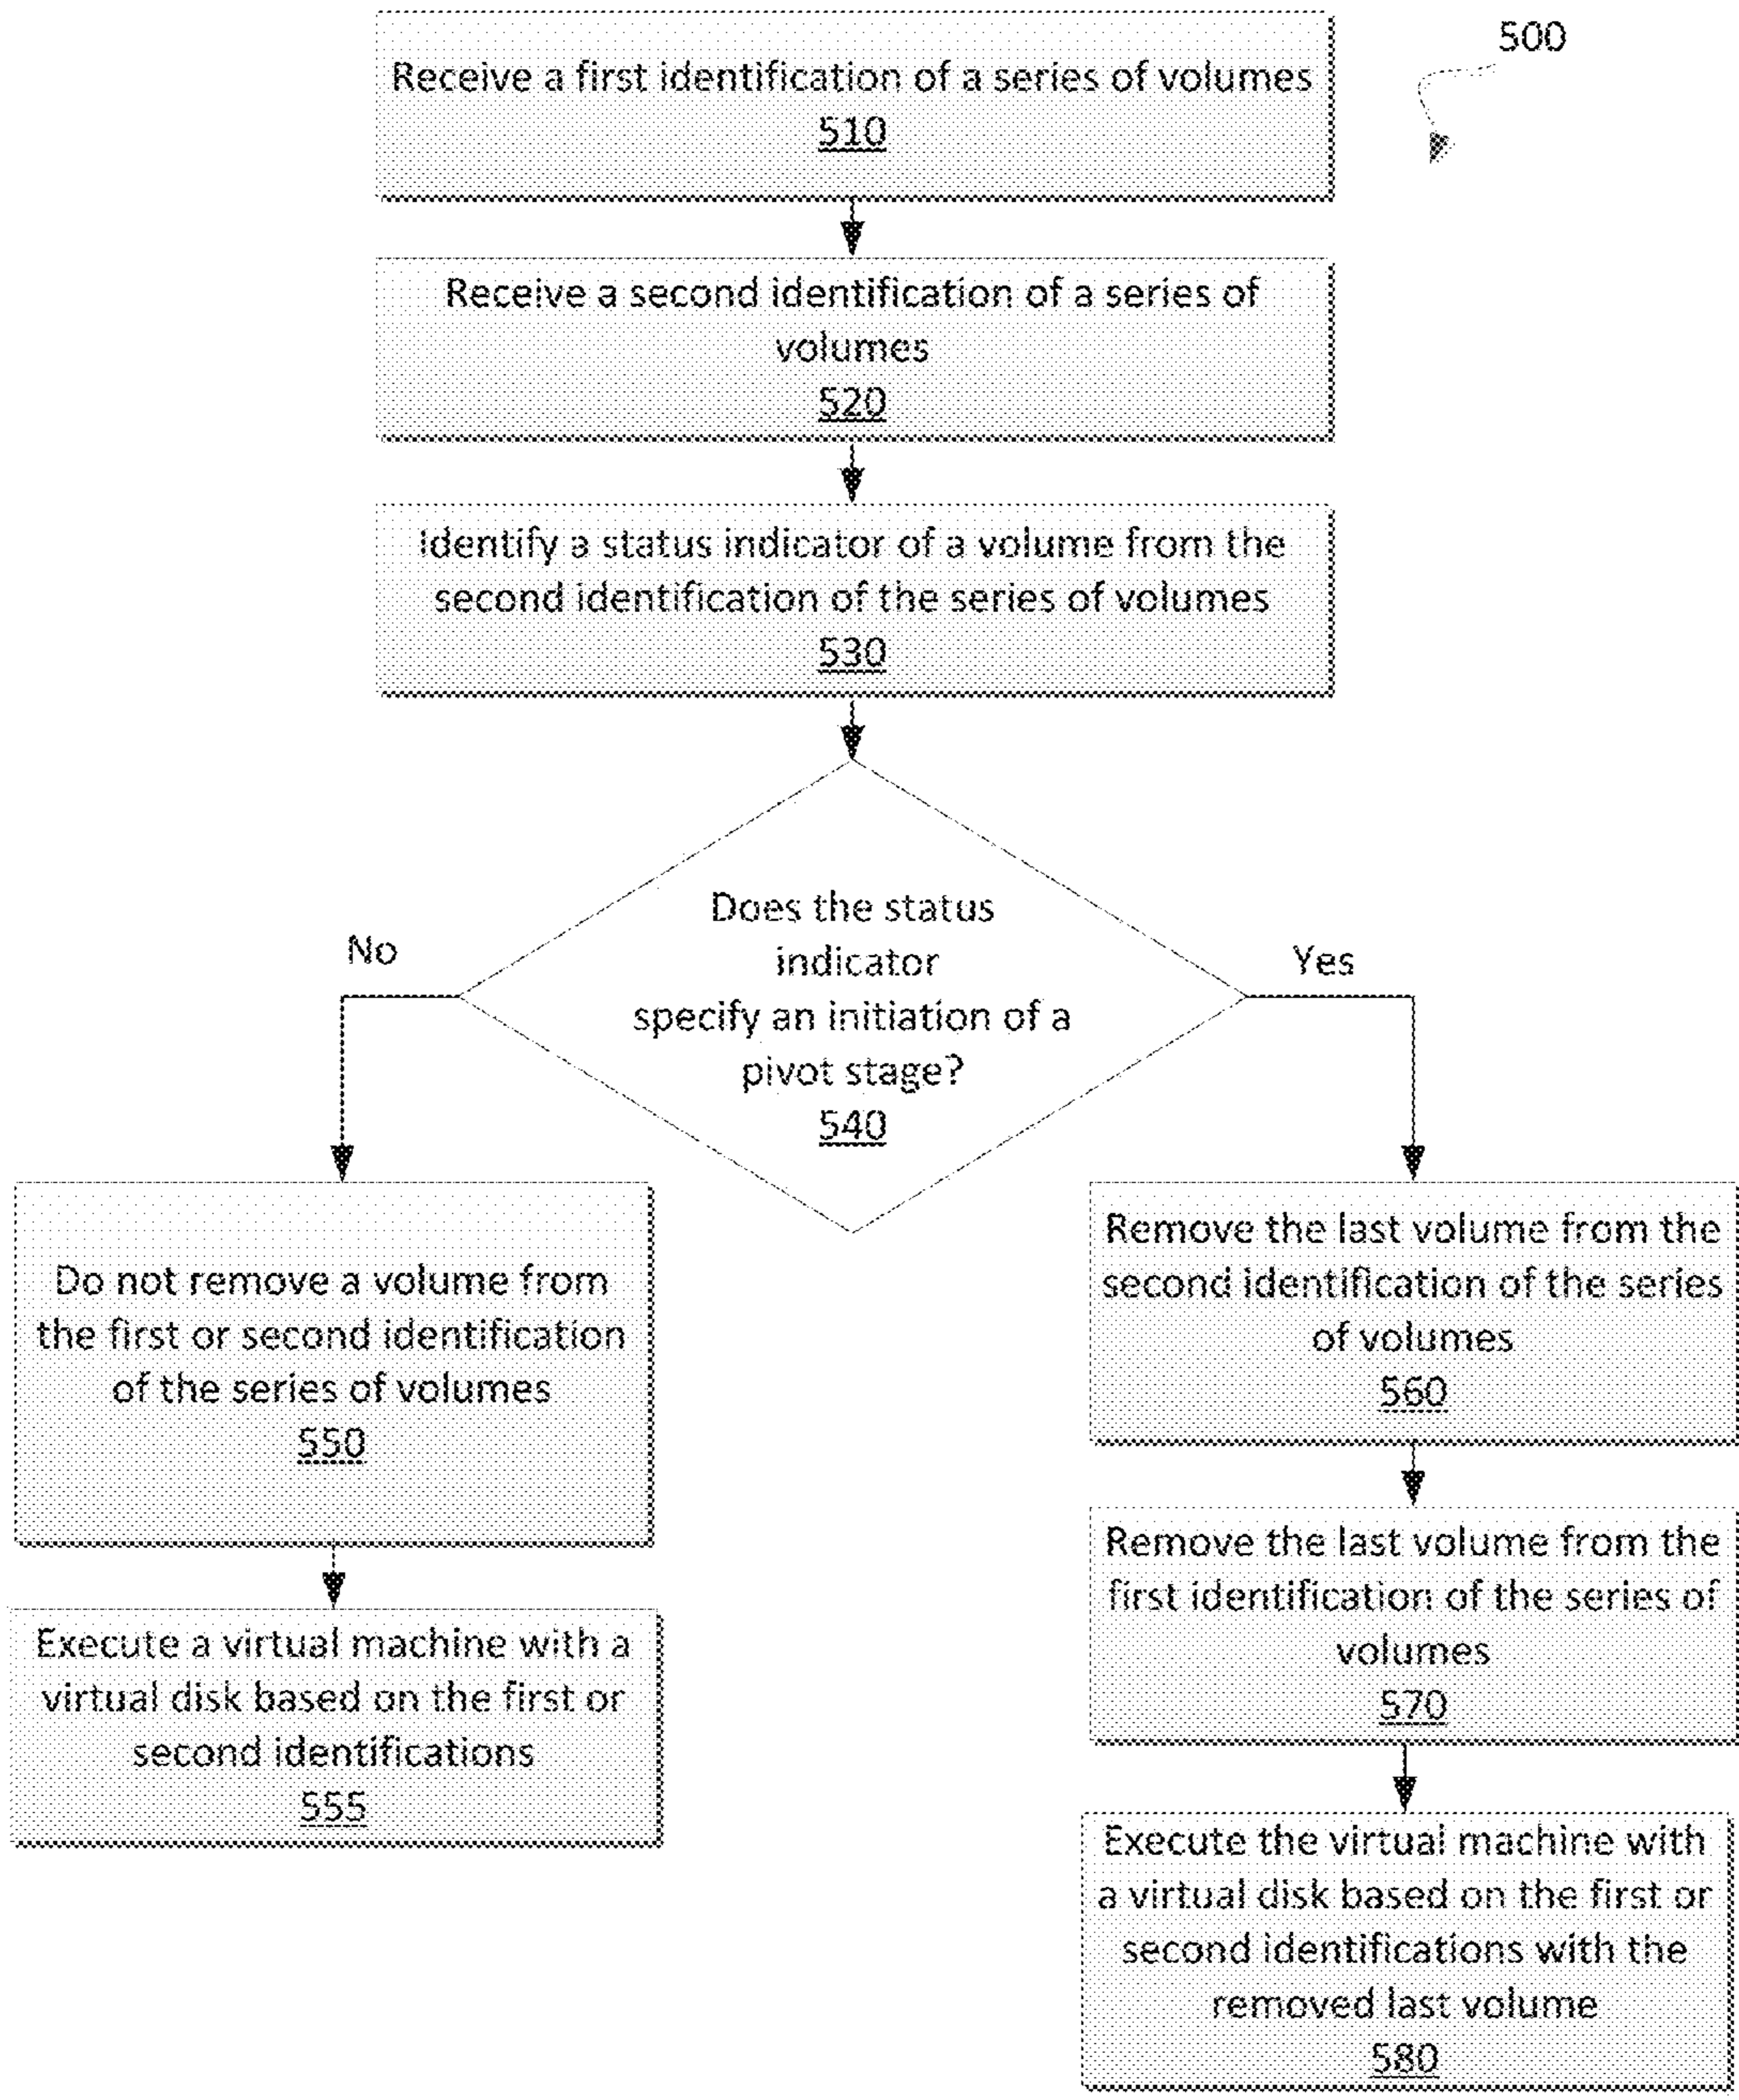 500
Receive a first identification of a series of volumes
510
Receive a second identification of a series of
volumes
520
Identify a status indicator of a volume from the
second identification of the series of volumes
530
Does the status
indicator
specify an initiation of a
pivot stage?
540
No
Yes
Do not remove a volume from
the first or second identification
of the series of volumes
550
Execute a virtual machine with a
virtual disk based on the first or
second identifications
555
Remove the last volume from the
second identification of the series
of volumes
560
Remove the last volume from the
first identification of the series of
volumes
570
Execute the virtual machine with
a virtual disk based on the first or
second identifications with the
removed last volume
580